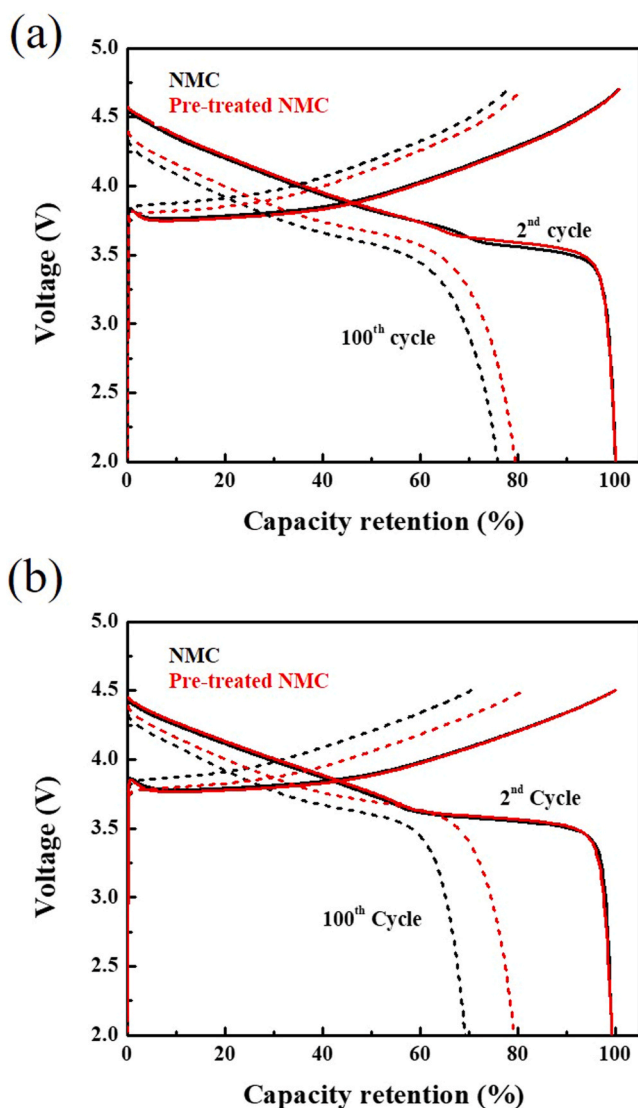 (a)
5.0
NMC
Pre-treated NMC
4.5
4.0
3.5
3.0
2.5
2.0
Voltage (V)
2nd cycle
100th cycle
0 20 40 60 80 100
Capacity retention (%)
(b)
5.0
NMC
Pre-treated NMC
4.5
4.0
3.5
3.0
2.5
2.0
Voltage (V)
2nd Cycle
100th Cycle
0 20 40 60 80 100
Capacity retention (%)